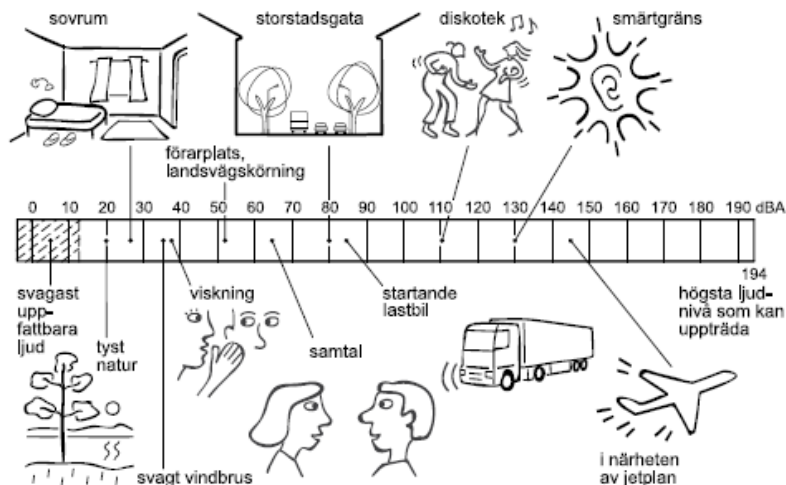 sovrum
storstadsgata
diskotek
smärtgräns
förarplats,
landsvägskörning
0 10 20 30 40 50 60 70 80 90 100 110 120 130 140 150 160 170 180 190 dBA
194
svagast
upp-
fattbara
ljud
tyst
natur
viskning
svagt vindbrus
samtal
startande
lastbil
i närheten
av jetplan
högsta ljud-
nivå som kan
uppträda